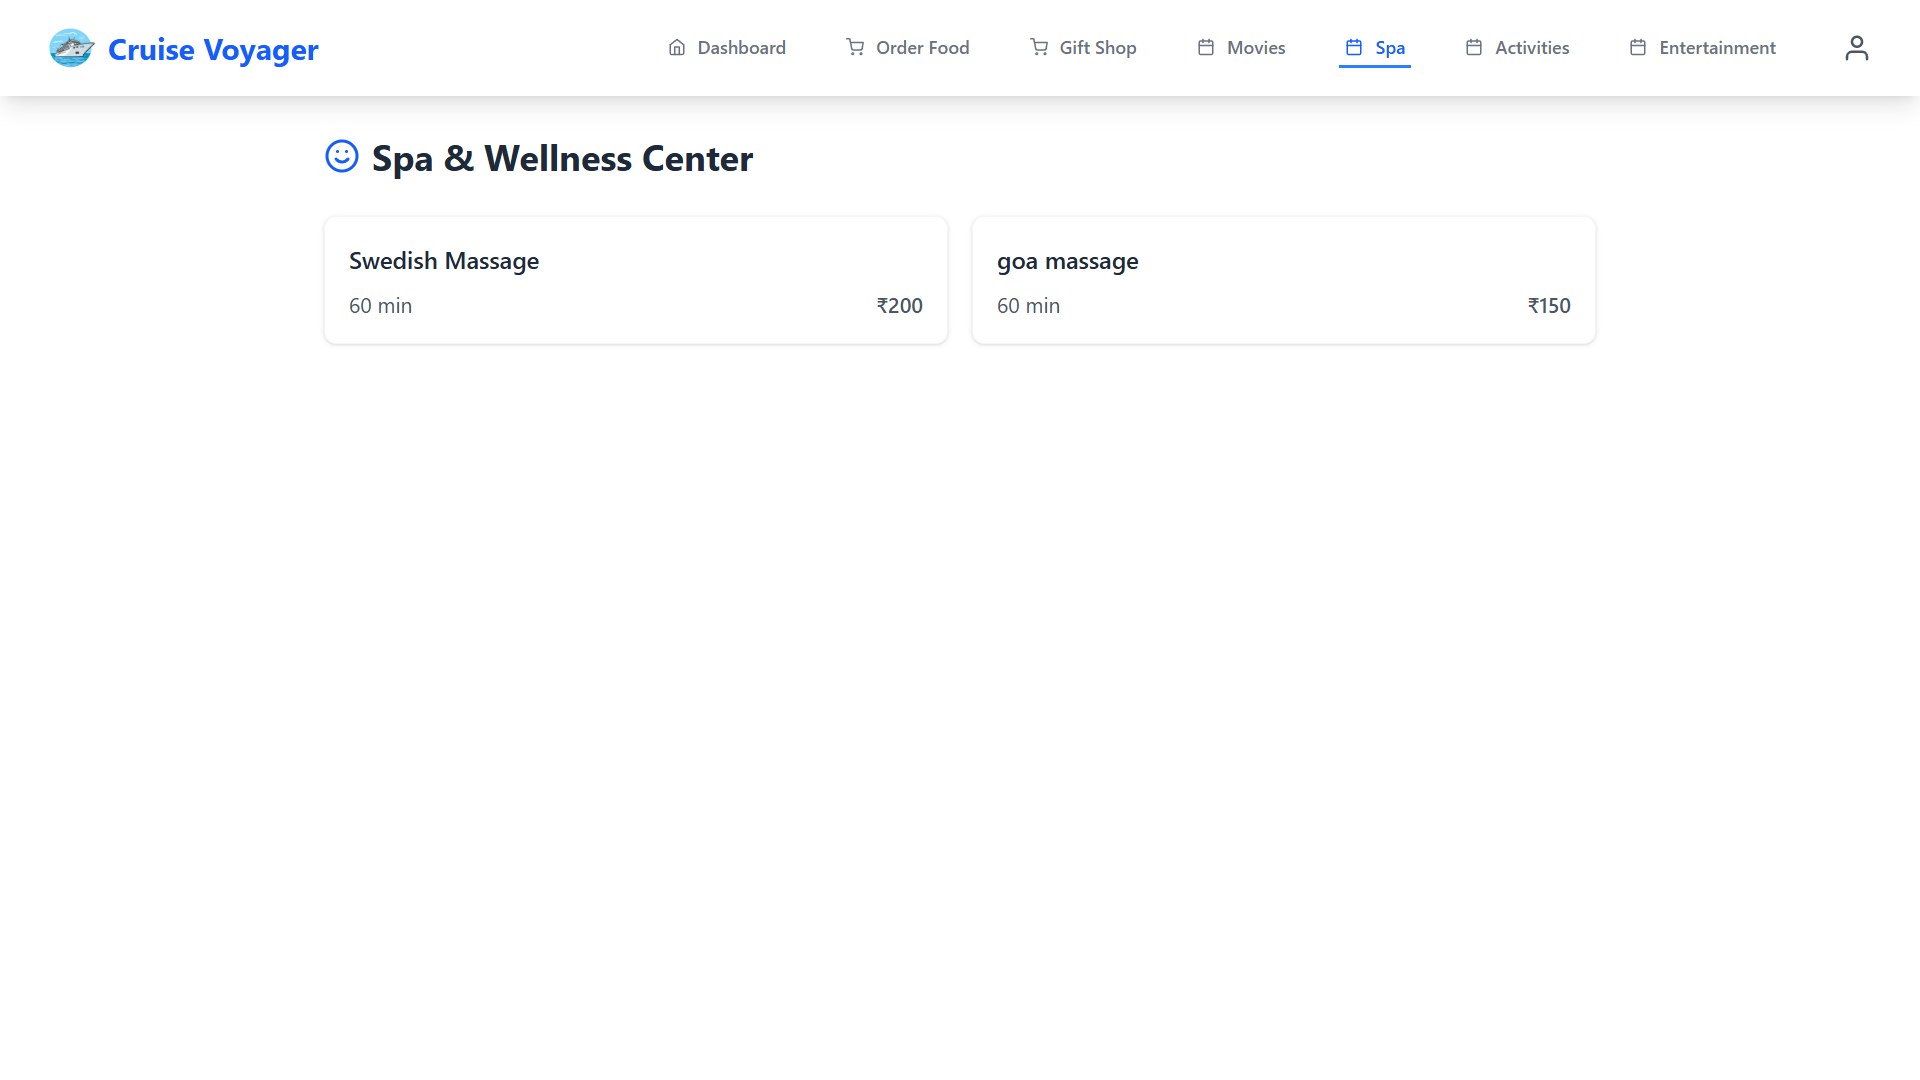 Cruise Voyager
Dashboard
Order Food
Gift Shop
Movies
Spa
Activities
Entertainment
Spa & Wellness Center
Swedish Massage
60 min ₹200
goa massage
60 min ₹150